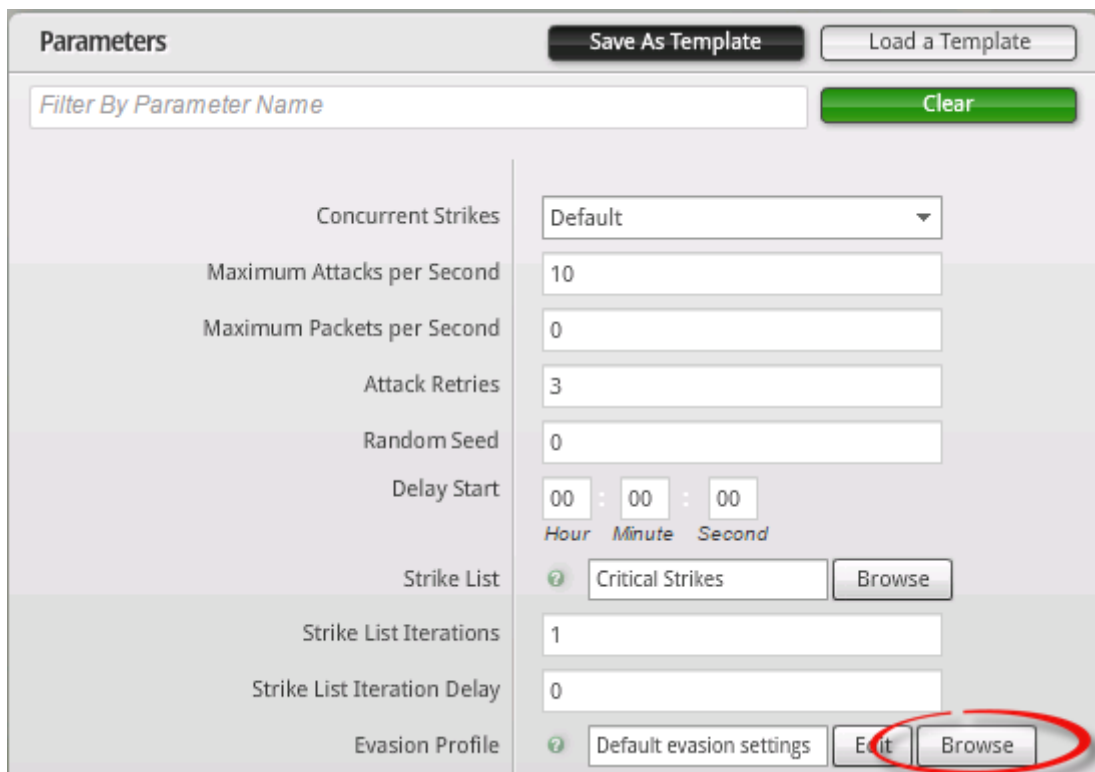 Parameters Save As Template Load a Template
Filter By Parameter Name Clear
Concurrent Strikes Default
Maximum Attacks per Second 10
Maximum Packets per Second 0
Attack Retries 3
Random Seed 0
Delay Start 00 : 00 : 00
Hour Minute Second
Strike List ? Critical Strikes Browse
Strike List Iterations 1
Strike List Iteration Delay 0
Evasion Profile ? Default evasion settings Edit Browse